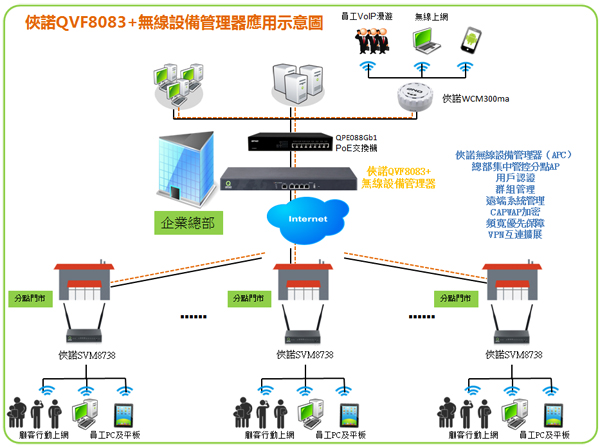 俠諾QVF8083+無線設備管理器應用示意圖
員工VoIP漫遊
無線上網
俠諾WCM300ma
QPE088Gb1
PoE交換機
俠諾QVF8083+
無線設備管理器
企業總部
Internet
俠諾無線設備管理器（APC）
總部集中管控分點AP
用戶認證
群組管理
遠端系統管理
CAPWAP加密
頻寬優先保障
VPN互連擴展
分點門市
分點門市
分點門市
......
......
俠諾SVM8738
俠諾SVM8738
俠諾SVM8738
顧客行動上網
員工PC及平板
顧客行動上網
員工PC及平板
顧客行動上網
員工PC及平板